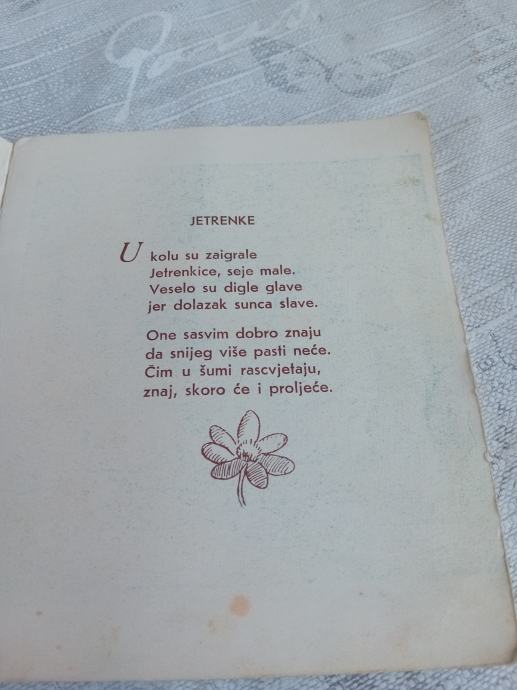 Paris
JETRENKE
U kolu su zaigrale
Jetrenkice, seje male.
Veselo su digle glave
jer dolazak sunca slave.
One sasvim dobro znaju
da snijeg više pasti neće.
Čim u šumi rascvjetaju,
znaj, skoro će i proljeće.